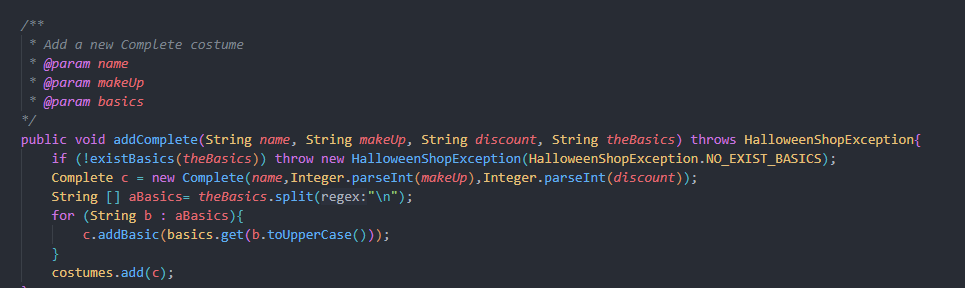 /**
* Add a new Complete costume
* @param name
* @param makeUp
* @param basics
*/
public void addComplete(String name, String makeUp, String discount, String theBasics) throws HalloweenShopException{
if (!existBasics(theBasics)) throw new HalloweenShopException(HalloweenShopException.NO_EXIST_BASICS);
Complete c = new Complete(name,Integer.parseInt(makeUp),Integer.parseInt(discount));
String [] aBasics= theBasics.split(regex:"\n");
for (String b : aBasics){
c.addBasic(basics.get(b.toUpperCase()));
}
costumes.add(c);